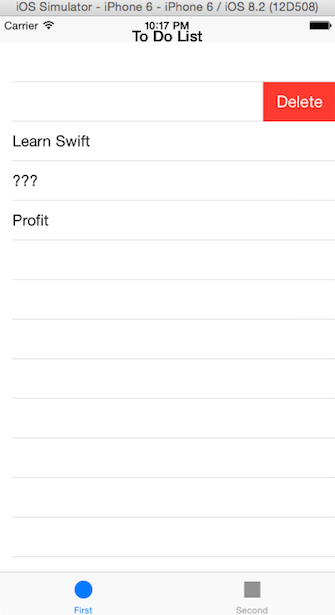 iOS Simulator - iPhone 6 - iPhone 6 / iOS 8.2 (12D508)
Carrier 10:17 PM
To Do List
Delete
Learn Swift
???
Profit
First Second